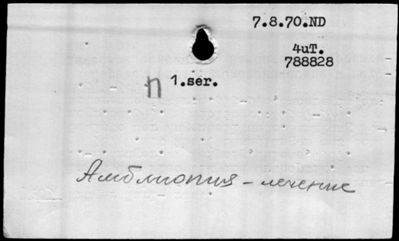 7.8.70.ND
4uT.
788828
n 1.ser.
Амблиопия - лечение